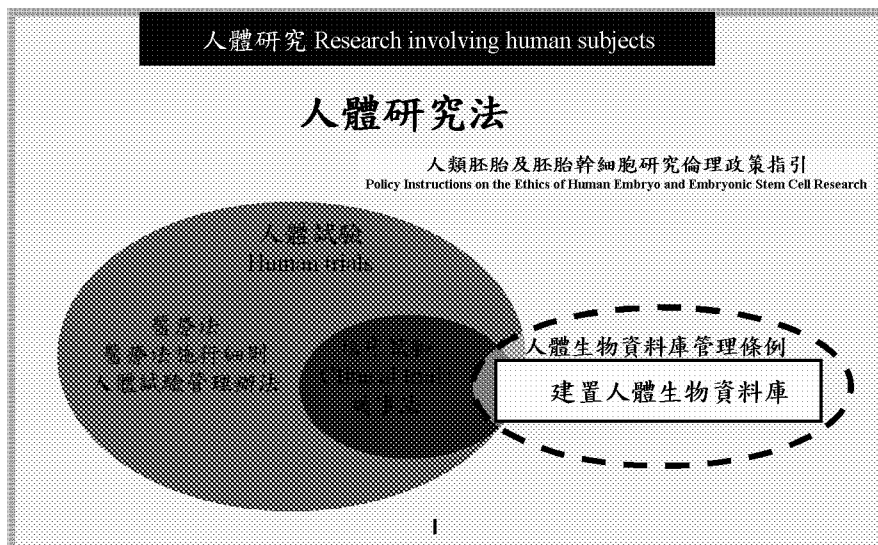 人體研究 Research involving human subjects
人體研究法
人類胚胎及胚胎幹細胞研究倫理政策指引
Policy Instructions on the Ethics of Human Embryo and Embryonic Stem Cell Research
人體試驗
Human trials
醫療法
醫療法施行細則
人體試驗管理辦法
人體生物資料庫管理條例
建置人體生物資料庫